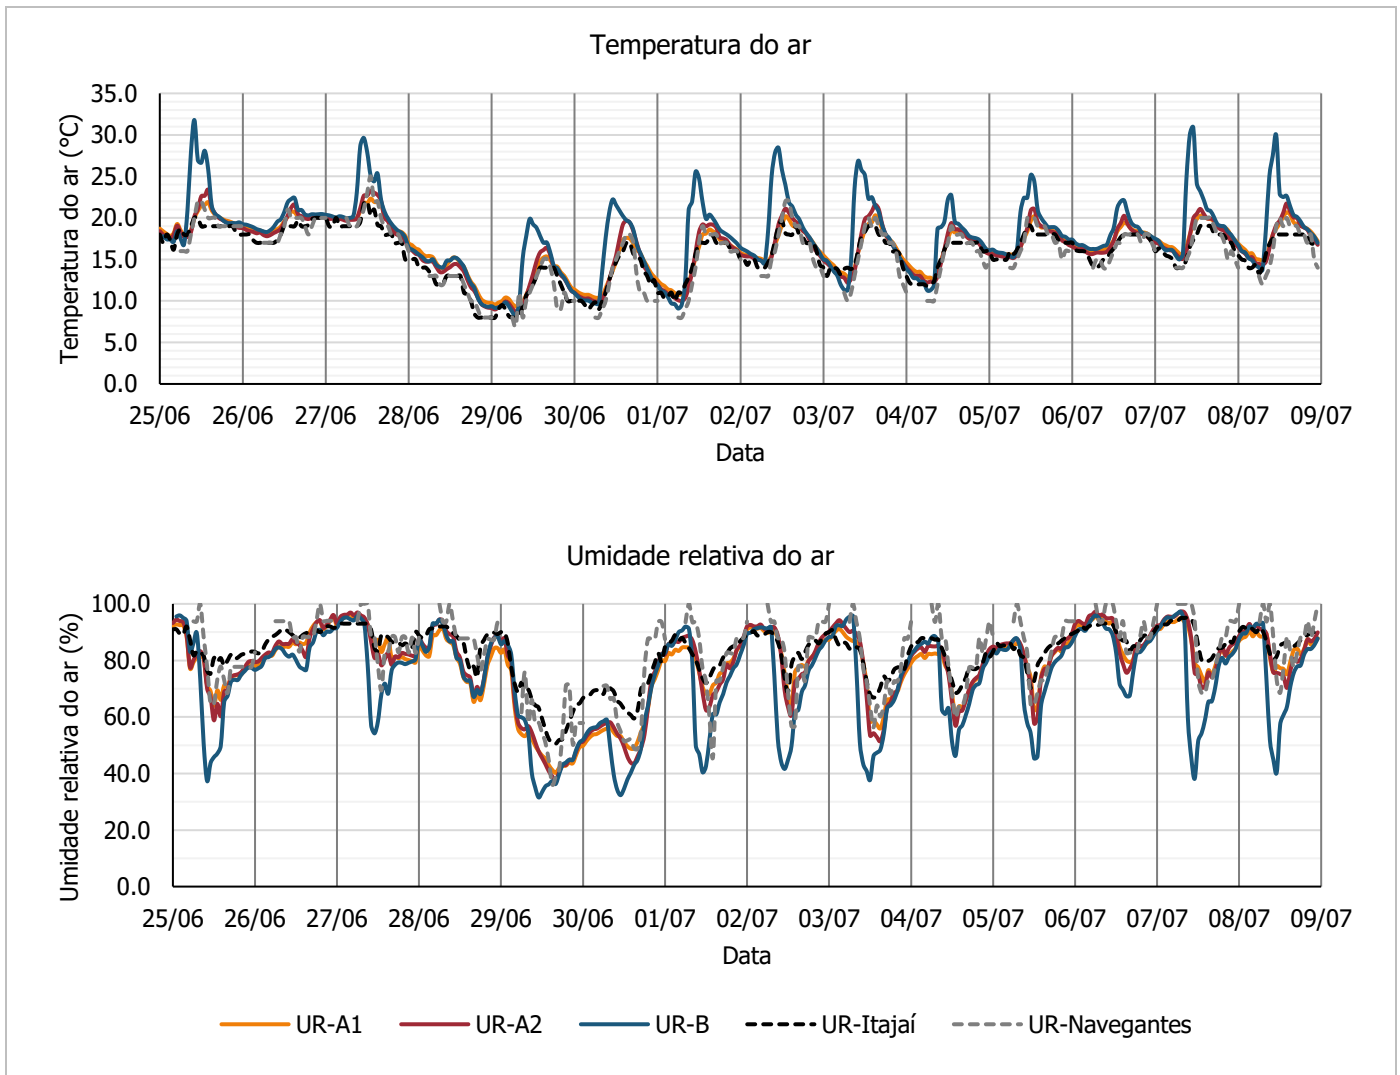 Temperatura do ar
Temperatura do ar (°C)
35.0
30.0
25.0
20.0
15.0
10.0
5.0
0.0
25/06 26/06 27/06 28/06 29/06 30/06 01/07 02/07 03/07 04/07 05/07 06/07 07/07 08/07 09/07
Data
Umidade relativa do ar
Umidade relativa do ar (%)
100.0
80.0
60.0
40.0
20.0
0.0
25/06 26/06 27/06 28/06 29/06 30/06 01/07 02/07 03/07 04/07 05/07 06/07 07/07 08/07 09/07
Data
UR-A1 UR-A2 UR-B UR-Itajaí UR-Navegantes